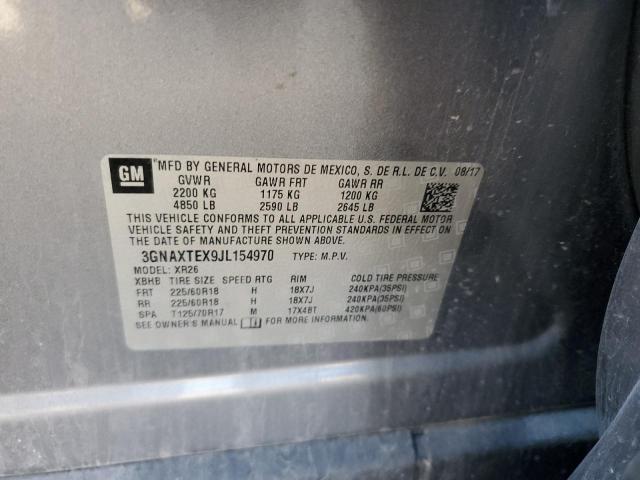 GM
MFD BY GENERAL MOTORS DE MEXICO, S. DE R.L. DE C.V. 08/17
GVWR GAWR FRT GAWR RR
2200 KG 1175 KG 1200 KG
4850 LB 2590 LB 2645 LB
THIS VEHICLE CONFORMS TO ALL APPLICABLE U.S. FEDERAL MOTOR
VEHICLE SAFETY AND THEFT PREVENTION STANDARDS IN EFFECT ON
THE DATE OF MANUFACTURE SHOWN ABOVE.
3GNAXTEX9JL154970 TYPE: M.P.V.
MODEL: XR26
XBHB TIRE SIZE SPEED RTG RIM COLD TIRE PRESSURE
FRT 225/60R18 H 18X7J 240KPA(35PSI)
RR 225/60R18 H 18X7J 240KPA(35PSI)
SPA T125/70R17 M 17X4BT 420KPA(60PSI)
SEE OWNER'S MANUAL FOR MORE INFORMATION.